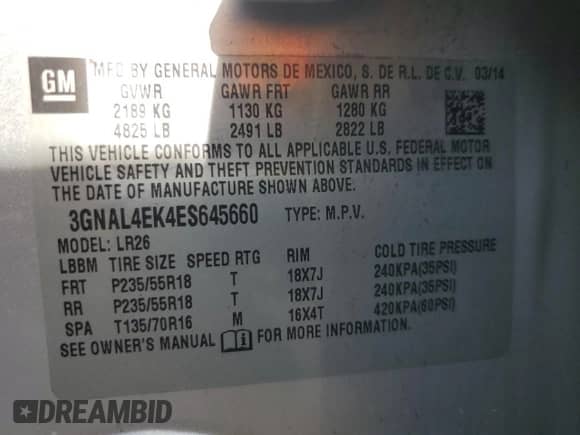 GM MFD BY GENERAL MOTORS DE MEXICO, S. DE R.L. DE C.V. 03/14
GVWR GAWR FRT GAWR RR
2189 KG 1130 KG 1280 KG
4825 LB 2491 LB 2822 LB
THIS VEHICLE CONFORMS TO ALL APPLICABLE U.S. FEDERAL MOTOR
VEHICLE SAFETY AND THEFT PREVENTION STANDARDS IN EFFECT ON
THE DATE OF MANUFACTURE SHOWN ABOVE.
3GNAL4EK4ES645660 TYPE: M.P.V.
MODEL: LR26
LBBM TIRE SIZE SPEED RTG RIM COLD TIRE PRESSURE
FRT P235/55R18 T 18X7J 240KPA(35PSI)
RR P235/55R18 T 18X7J 240KPA(35PSI)
SPA T135/70R16 M 16X4T 420KPA(60PSI)
SEE OWNER'S MANUAL FOR MORE INFORMATION.
DREAMBID